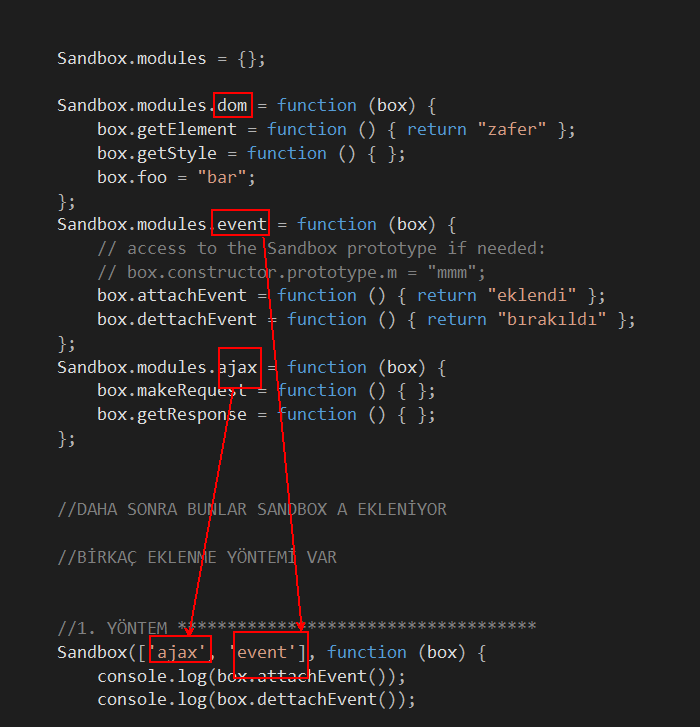 Sandbox.modules = {};
Sandbox.modules.dom = function (box) {
box.getElement = function () { return "zafer" };
box.getStyle = function () { };
box.foo = "bar";
};
Sandbox.modules.event = function (box) {
// access to the Sandbox prototype if needed:
// box.constructor.prototype.m = "mmm";
box.attachEvent = function () { return "eklendi" };
box.dettachEvent = function () { return "bırakıldı" };
};
Sandbox.modules.ajax = function (box) {
box.makeRequest = function () { };
box.getResponse = function () { };
};
//DAHA SONRA BUNLAR SANDBOX A EKLENİYOR
//BİRKAÇ EKLENME YÖNTEMİ VAR
//1. YÖNTEM ************************************
Sandbox(['ajax', 'event'], function (box) {
console.log(box.attachEvent());
console.log(box.dettachEvent());